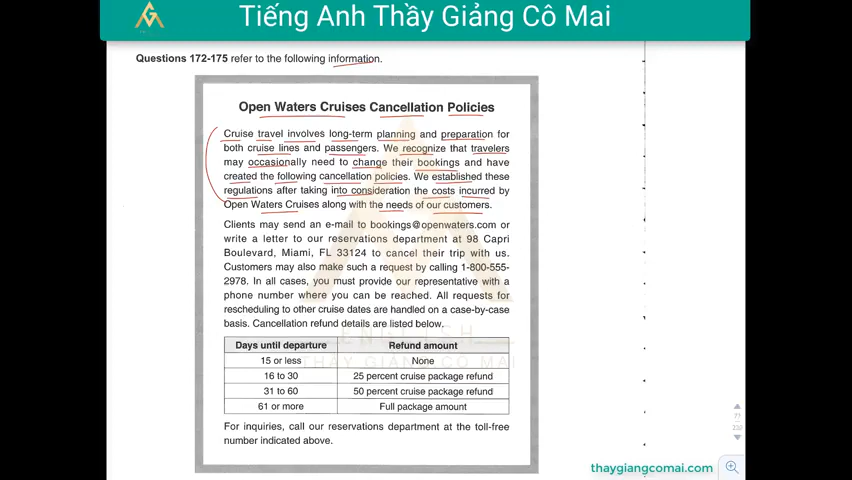 Tiếng Anh Thầy Giảng Cô Mai
Questions 172-175 refer to the following information.
Open Waters Cruises Cancellation Policies
Cruise travel involves long-term planning and preparation for
both cruise lines and passengers. We recognize that travelers
may occasionally need to change their bookings and have
created the following cancellation policies. We established these
regulations after taking into consideration the costs incurred by
Open Waters Cruises along with the needs of our customers.
Clients may send an e-mail to bookings@openwaters.com or
write a letter to our reservations department at 98 Capri
Boulevard, Miami, FL 33124 to cancel their trip with us.
Customers may also make such a request by calling 1-800-555-
2978. In all cases, you must provide our representative with a
phone number where you can be reached. All requests for
rescheduling to other cruise dates are handled on a case-by-case
basis. Cancellation refund details are listed below.
ENGLISH
THẦY GIẢNG CÔ MAI
Days until departure Refund amount
15 or less None
16 to 30 25 percent cruise package refund
31 to 60 50 percent cruise package refund
61 or more Full package amount
For inquiries, call our reservations department at the toll-free
number indicated above.
thaygiangcomai.com